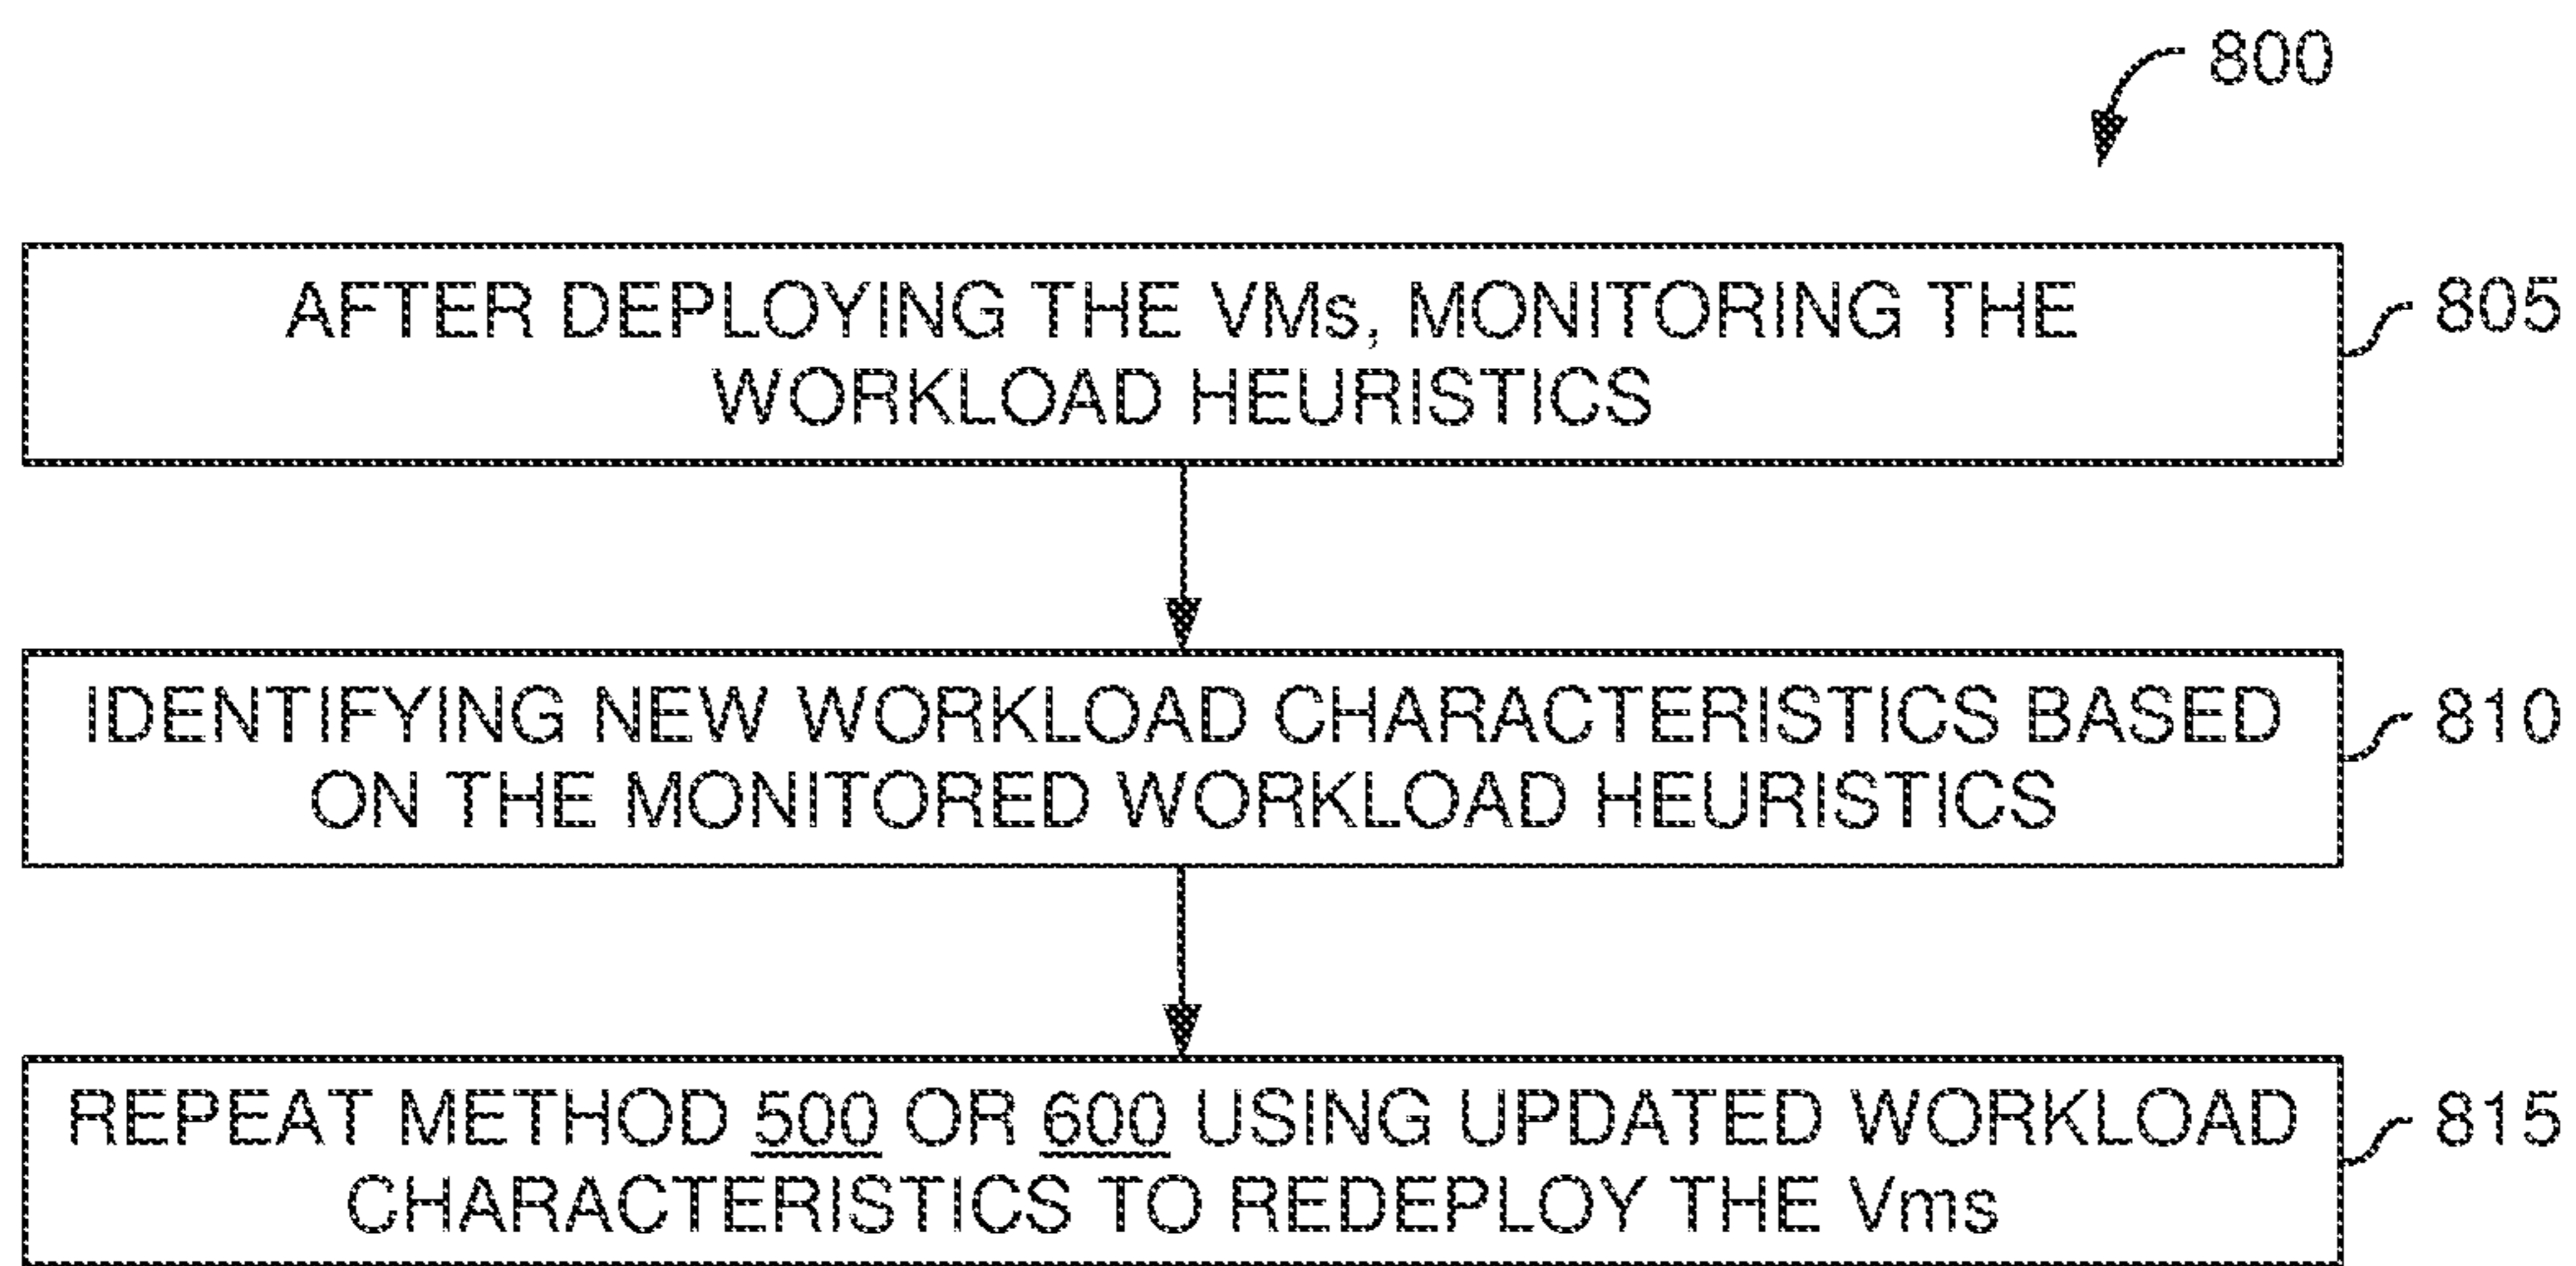 800
AFTER DEPLOYING THE VMs, MONITORING THE
WORKLOAD HEURISTICS
805
IDENTIFYING NEW WORKLOAD CHARACTERISTICS BASED
ON THE MONITORED WORKLOAD HEURISTICS
810
REPEAT METHOD 500 OR 600 USING UPDATED WORKLOAD
CHARACTERISTICS TO REDEPLOY THE Vms
815